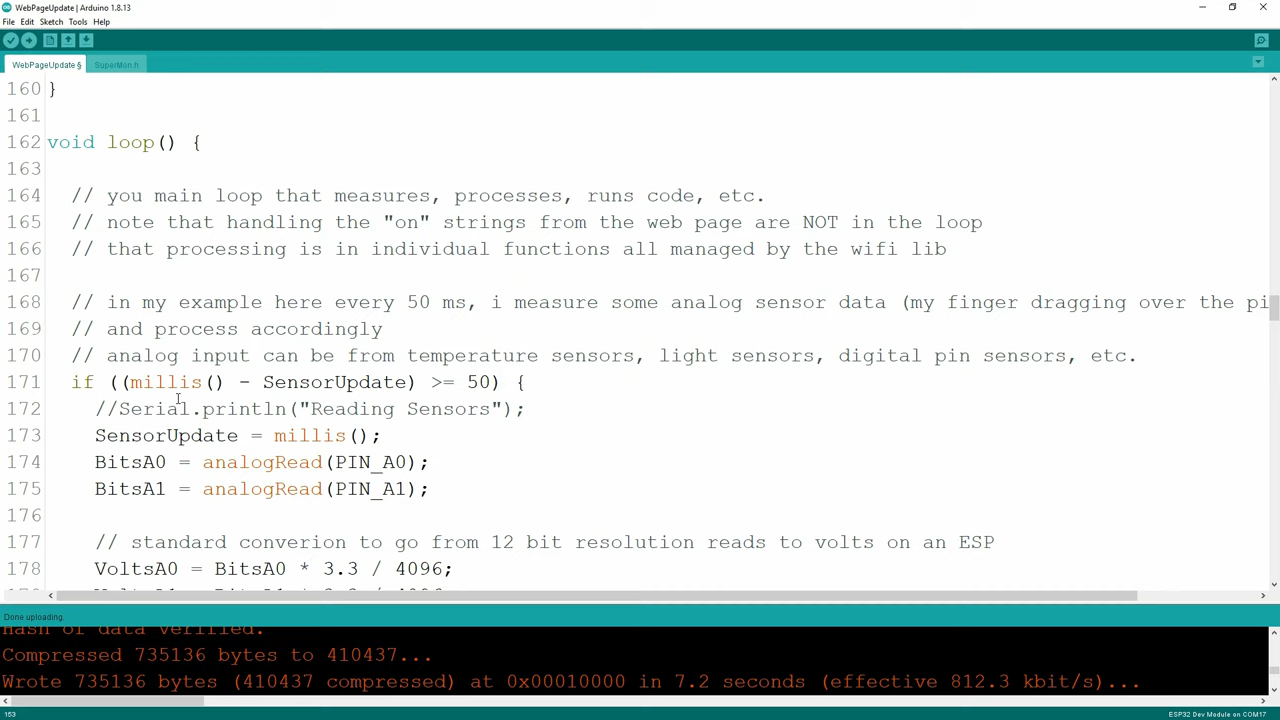 WebPageUpdate | Arduino 1.8.13
File Edit Sketch Tools Help
WebPageUpdate § SuperMon.h
160 }
161
162 void loop() {
163
164 // you main loop that measures, processes, runs code, etc.
165 // note that handling the "on" strings from the web page are NOT in the loop
166 // that processing is in individual functions all managed by the wifi lib
167
168 // in my example here every 50 ms, i measure some analog sensor data (my finger dragging over the pi
169 // and process accordingly
170 // analog input can be from temperature sensors, light sensors, digital pin sensors, etc.
171 if ((millis() - SensorUpdate) >= 50) {
172 //Serial.println("Reading Sensors");
173 SensorUpdate = millis();
174 BitsA0 = analogRead(PIN_A0);
175 BitsA1 = analogRead(PIN_A1);
176
177 // standard converion to go from 12 bit resolution reads to volts on an ESP
178 VoltsA0 = BitsA0 * 3.3 / 4096;
Done uploading.
Hash of data verified.
Compressed 735136 bytes to 410437...
Wrote 735136 bytes (410437 compressed) at 0x00010000 in 7.2 seconds (effective 812.3 kbit/s)...
153 ESP32 Dev Module on COM17